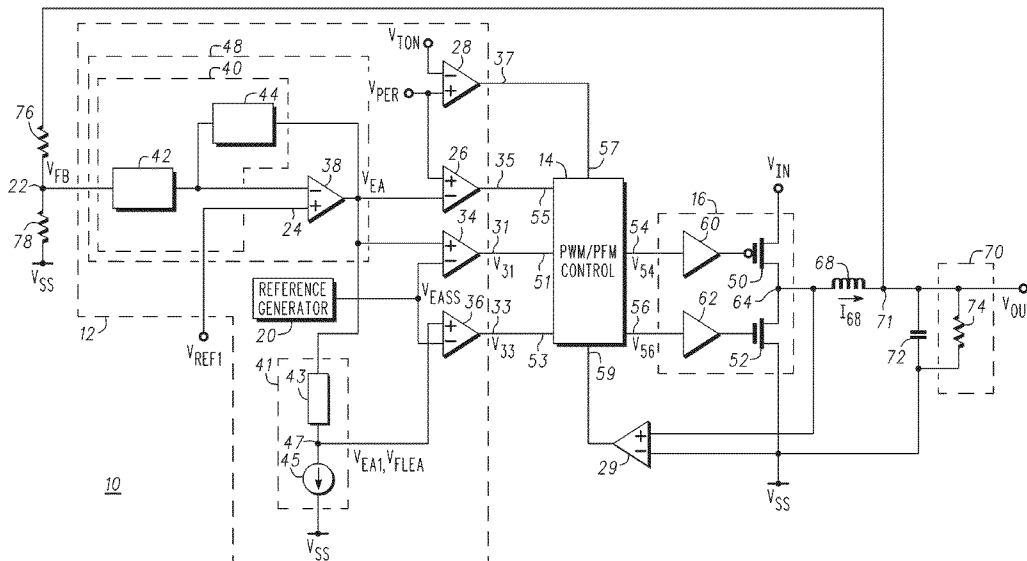 V_TON
28
37
48
40
44
V_PER
76
V_FB
42
38
V_EA
26
35
57
14
V_IN
22
24
34
55
54
16
60
78
31
V_31
51
PWM/PFM CONTROL
V_54
50
68
70
V_SS
REFERENCE GENERATOR
V_EASS
36
33
56
62
64
I_68
71
V_OU
74
12
20
V_REF1
V_33
53
V_56
52
72
41
43
59
47
45
V_EA1, V_FLEA
29
10
V_SS
V_SS
+
−
+
−
+
−
+
−
+
−
+
−